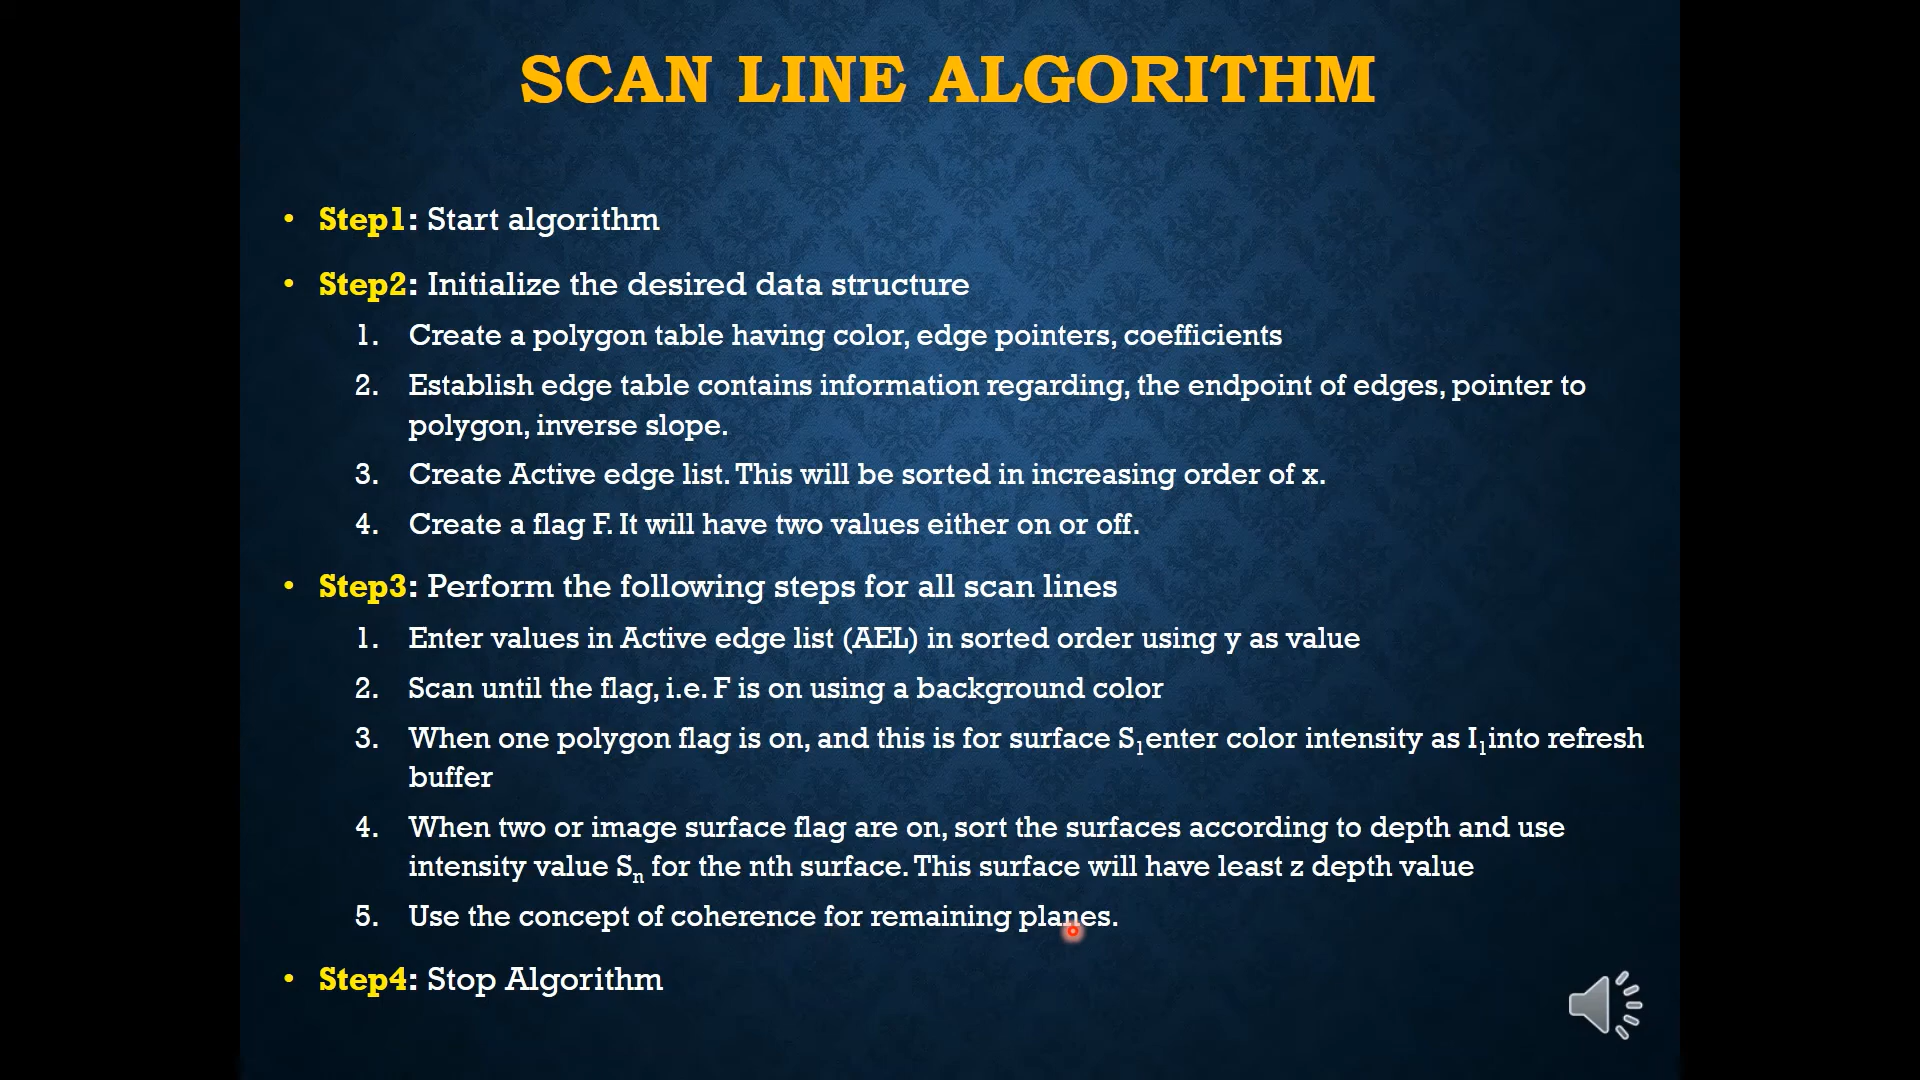 SCAN LINE ALGORITHM
• Step1: Start algorithm
• Step2: Initialize the desired data structure
1. Create a polygon table having color, edge pointers, coefficients
2. Establish edge table contains information regarding, the endpoint of edges, pointer to
polygon, inverse slope.
3. Create Active edge list. This will be sorted in increasing order of x.
4. Create a flag F. It will have two values either on or off.
• Step3: Perform the following steps for all scan lines
1. Enter values in Active edge list (AEL) in sorted order using y as value
2. Scan until the flag, i.e. F is on using a background color
3. When one polygon flag is on, and this is for surface S₁enter color intensity as I₁into refresh
buffer
4. When two or image surface flag are on, sort the surfaces according to depth and use
intensity value Sₙ for the nth surface. This surface will have least z depth value
5. Use the concept of coherence for remaining planes.
• Step4: Stop Algorithm